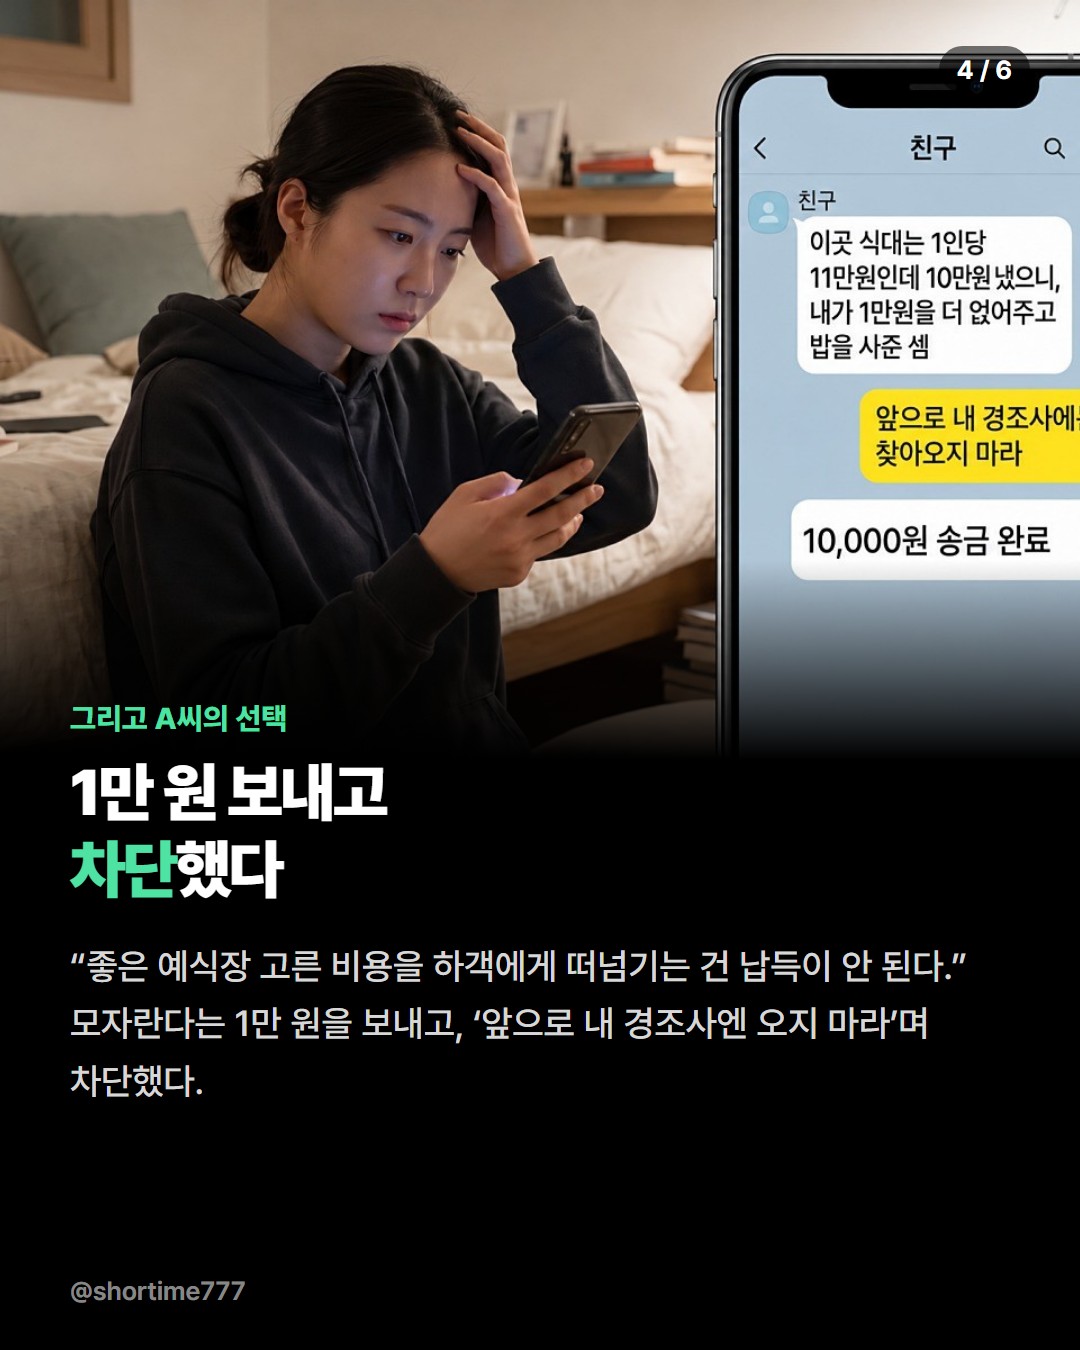 4 / 6
친구
친구
이곳 식대는 1인당
11만원인데 10만원 냈으니,
내가 1만원을 더 없어주고
밥을 사준 셈
앞으로 내 경조사에는
찾아오지 마라
10,000원 송금 완료
그리고 A씨의 선택
1만 원 보내고
차단했다
“좋은 예식장 고른 비용을 하객에게 떠넘기는 건 납득이 안 된다.”
모자란다는 1만 원을 보내고, ‘앞으로 내 경조사엔 오지 마라’며
차단했다.
@shortime777